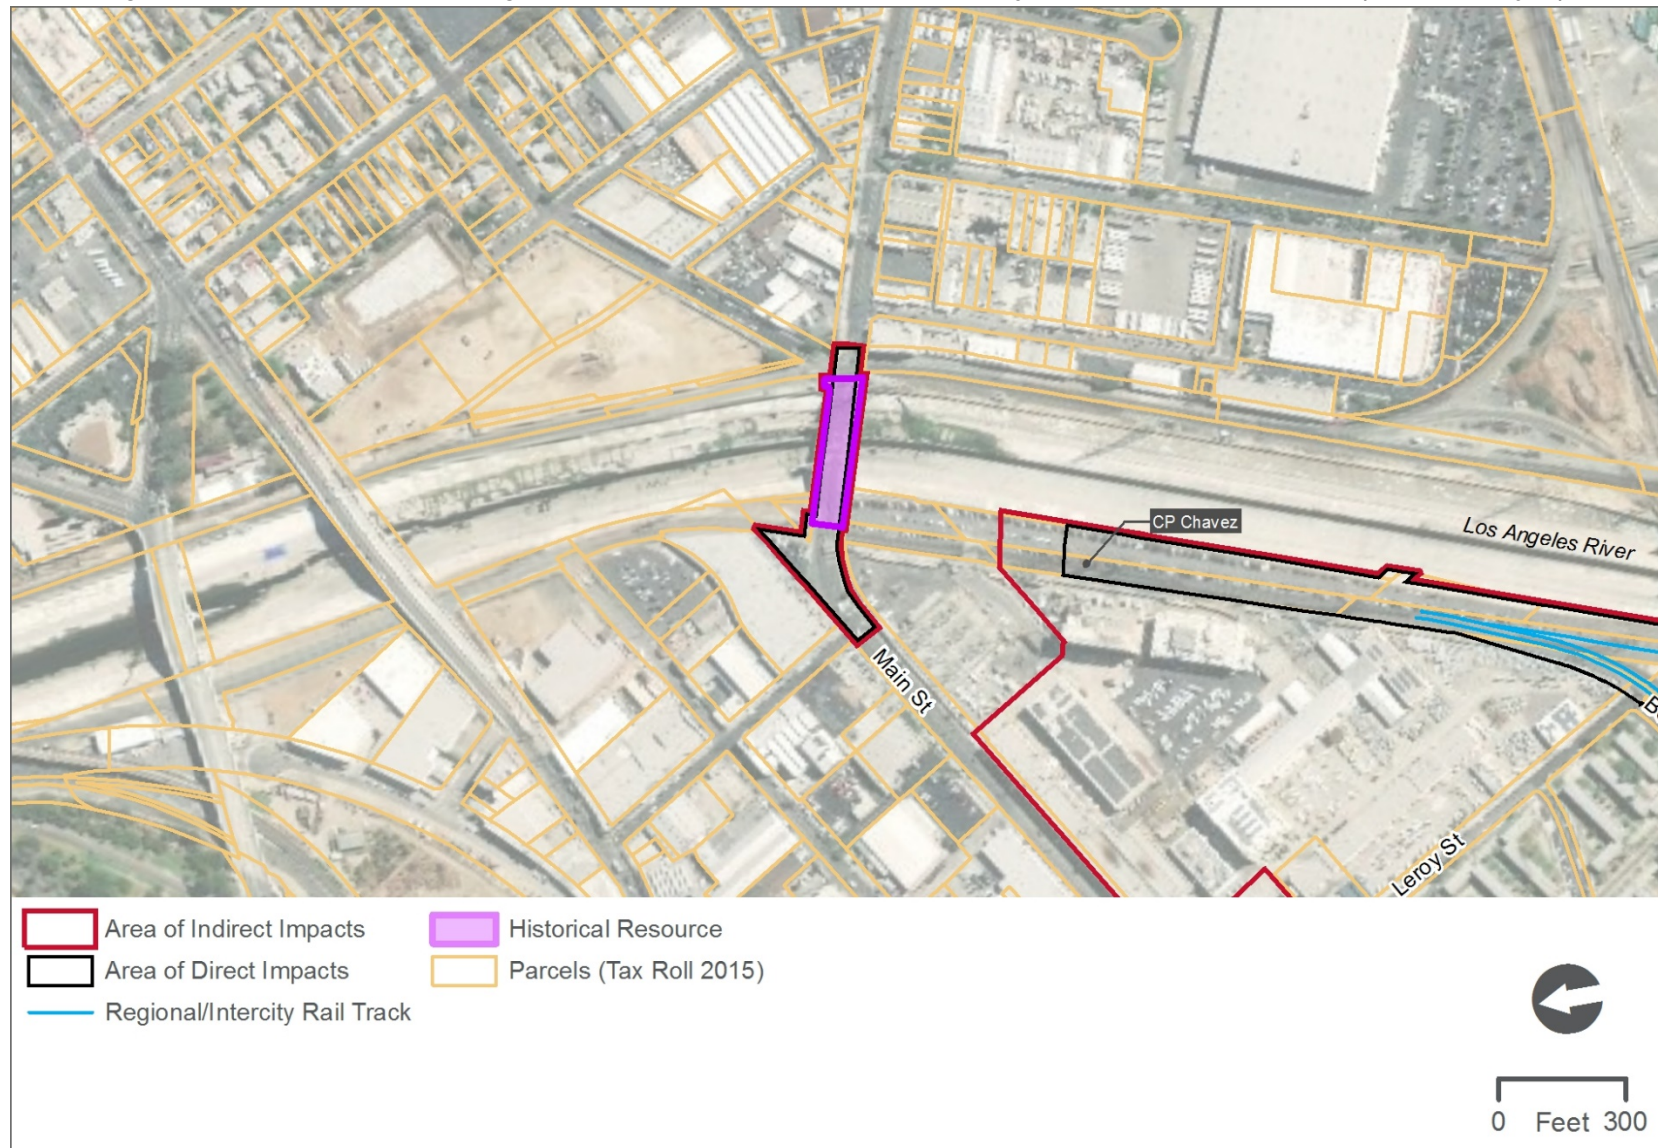 CP Chavez
Los Angeles River
Main St
Leroy St
Area of Indirect Impacts
Historical Resource
Area of Direct Impacts
Parcels (Tax Roll 2015)
Regional/Intercity Rail Track
0 Feet 300